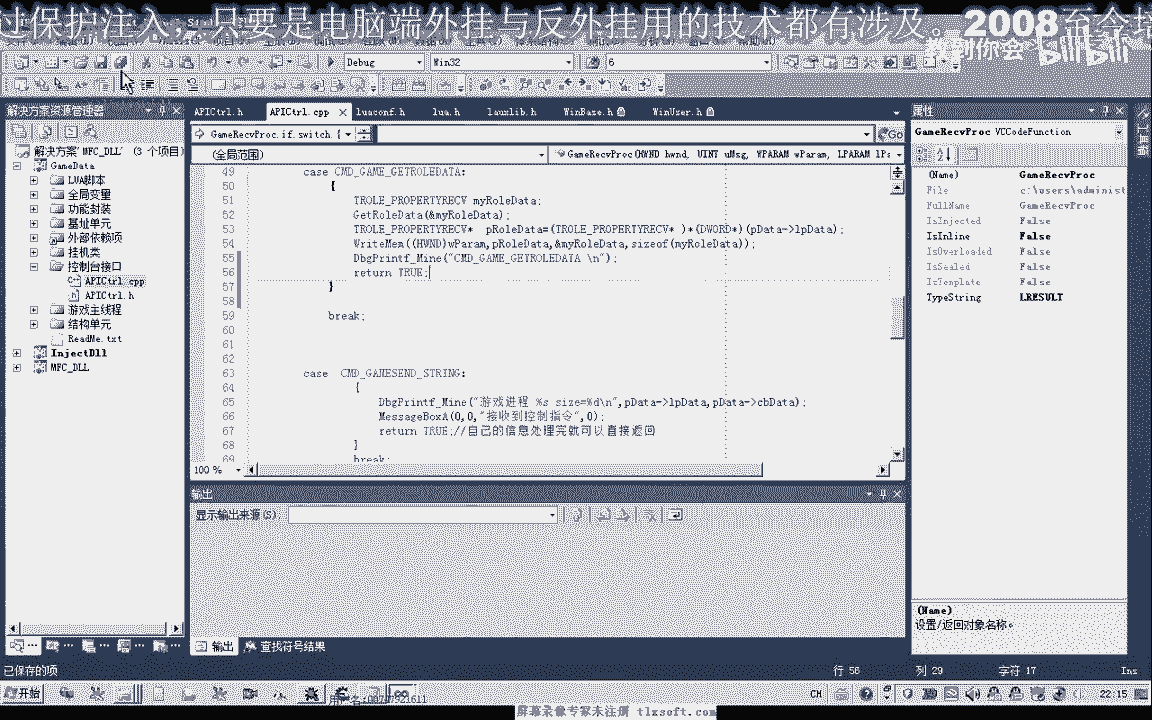 过保护注入，只要是电脑端外挂与反外挂用的技术都有涉及。2008至今
教到你会 bilibili
Debug Win32 6
解决方案资源管理器
APICtrl.h APICtrl.cpp luaconf.h lua.h lauxlib.h WinBase.h WinUser.h
属性
GameRecvProc.if.switch.{ Go
GameRecvProc VCCodeFunction
解决方案"MFC_DLL" (3 个项目)
(全局范围) GameRecvProc(HWND hwnd, UINT uMsg, WPARAM wParam, LPARAM lPa
GameData
LUA脚本
全局变量
功能封装
基址单元
外部依赖项
挂机类
控制台接口
APICtrl.cpp
APICtrl.h
游戏主线程
结构单元
ReadMe.txt
InjectDll
MFC_DLL
49 case CMD_GAME_GETROLEDATA:
50 {
51 TROLE_PROPERTYRECV myRoleData;
52 GetRoleData(&myRoleData);
53 TROLE_PROPERTYRECV* pRoleData=(TROLE_PROPERTYRECV* )*(DWORD*)(pData->lpData);
54 WriteMem((HWND)wParam,pRoleData,&myRoleData,sizeof(myRoleData));
55 DbgPrintf_Mine("CMD_GAME_GETROLEDATA \n");
56 return TRUE;
57 }
58
59 break;
60
61
62
63 case CMD_GAMESEND_STRING:
64 {
65 DbgPrintf_Mine("游戏进程 %s size=%d\n",pData->lpData,pData->cbData);
66 MessageBoxA(0,0,"接收到控制指令",0);
67 return TRUE;//自己的信息处理完就可以直接返回
68 }
69 break;
100 %
(Name) GameRecvProc
File c:\users\administ
FullName GameRecvProc
IsInjected False
IsInline False
IsOverloaded False
IsSealed False
IsTemplate False
TypeString LRESULT
(Name)
设置/返回对象名称。
输出
显示输出来源(S):
输出 查找符号结果
已保存的项 行 56 列 29 字符 17 Ins
开始 CH 22:15
屏幕录像专家未注册 tlxsoft.com